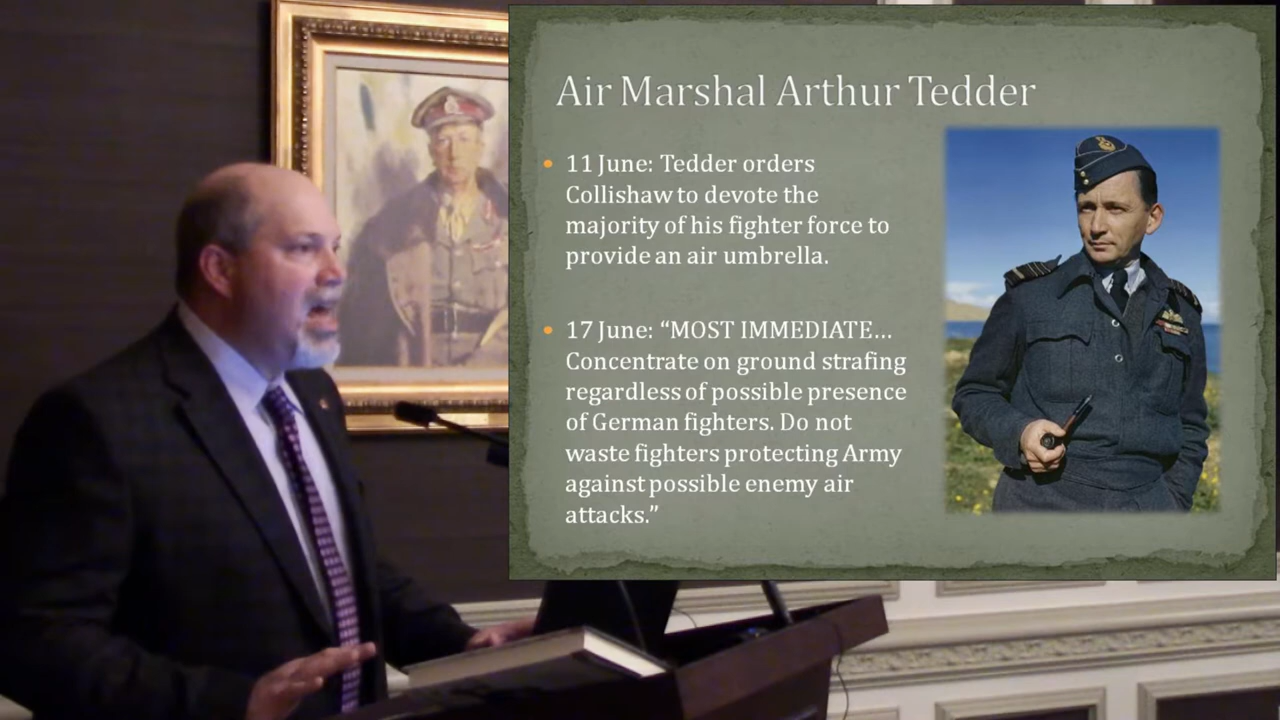 Air Marshal Arthur Tedder
• 11 June: Tedder orders
Collishaw to devote the
majority of his fighter force to
provide an air umbrella.
• 17 June: “MOST IMMEDIATE…
Concentrate on ground strafing
regardless of possible presence
of German fighters. Do not
waste fighters protecting Army
against possible enemy air
attacks.”